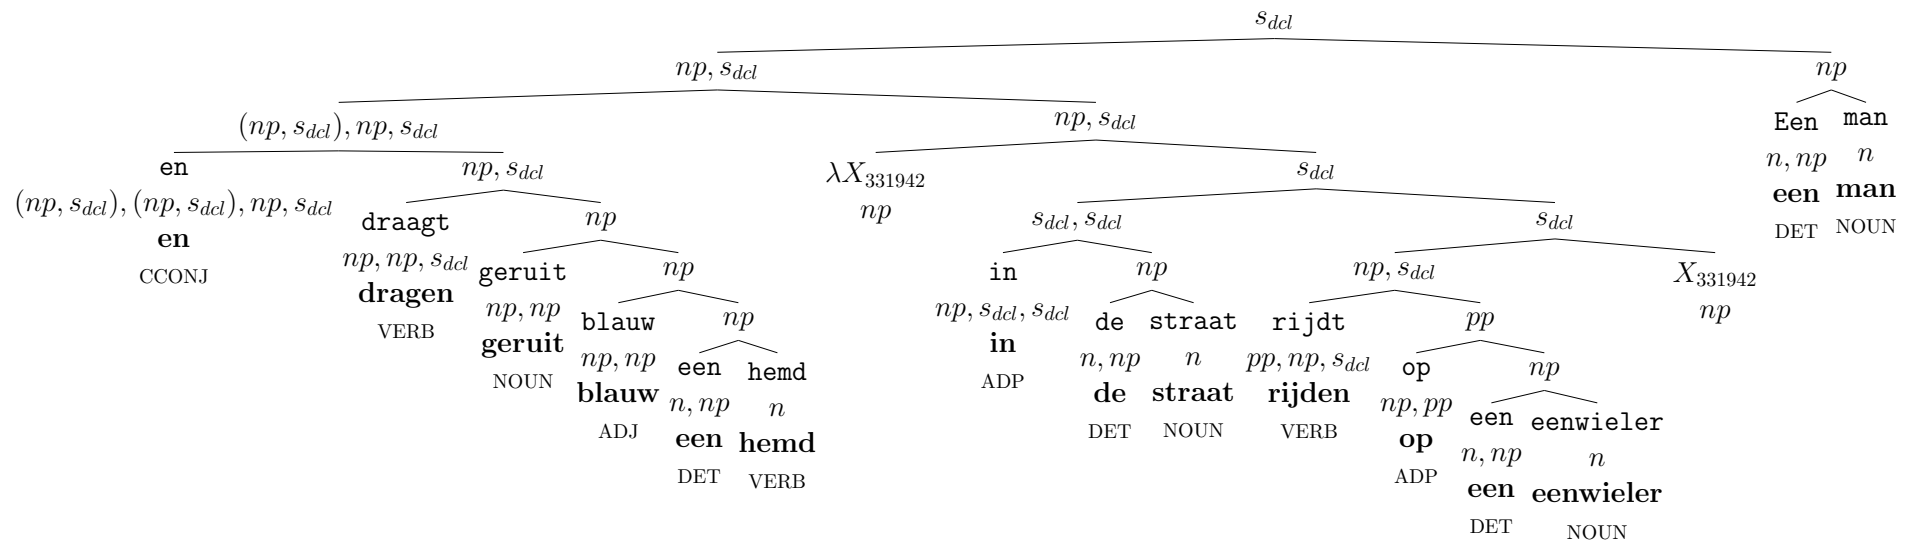 s_dcl
np, s_dcl np
(np, s_dcl), np, s_dcl np, s_dcl Een man
n, np n
een man
DET NOUN
en np, s_dcl λX_331942 s_dcl
(np, s_dcl), (np, s_dcl), np, s_dcl np
en
CCONJ
draagt np s_dcl, s_dcl s_dcl
np, np, s_dcl
dragen
VERB
geruit np in np np, s_dcl X_331942
np, np np, s_dcl, s_dcl np
geruit in
NOUN ADP
blauw np de straat rijdt pp
np, np n, np n pp, np, s_dcl
blauw de straat rijden
ADJ DET NOUN VERB
een hemd op np
n, np n np, pp
een hemd op
DET VERB ADP
een eenwieler
n, np n
een eenwieler
DET NOUN